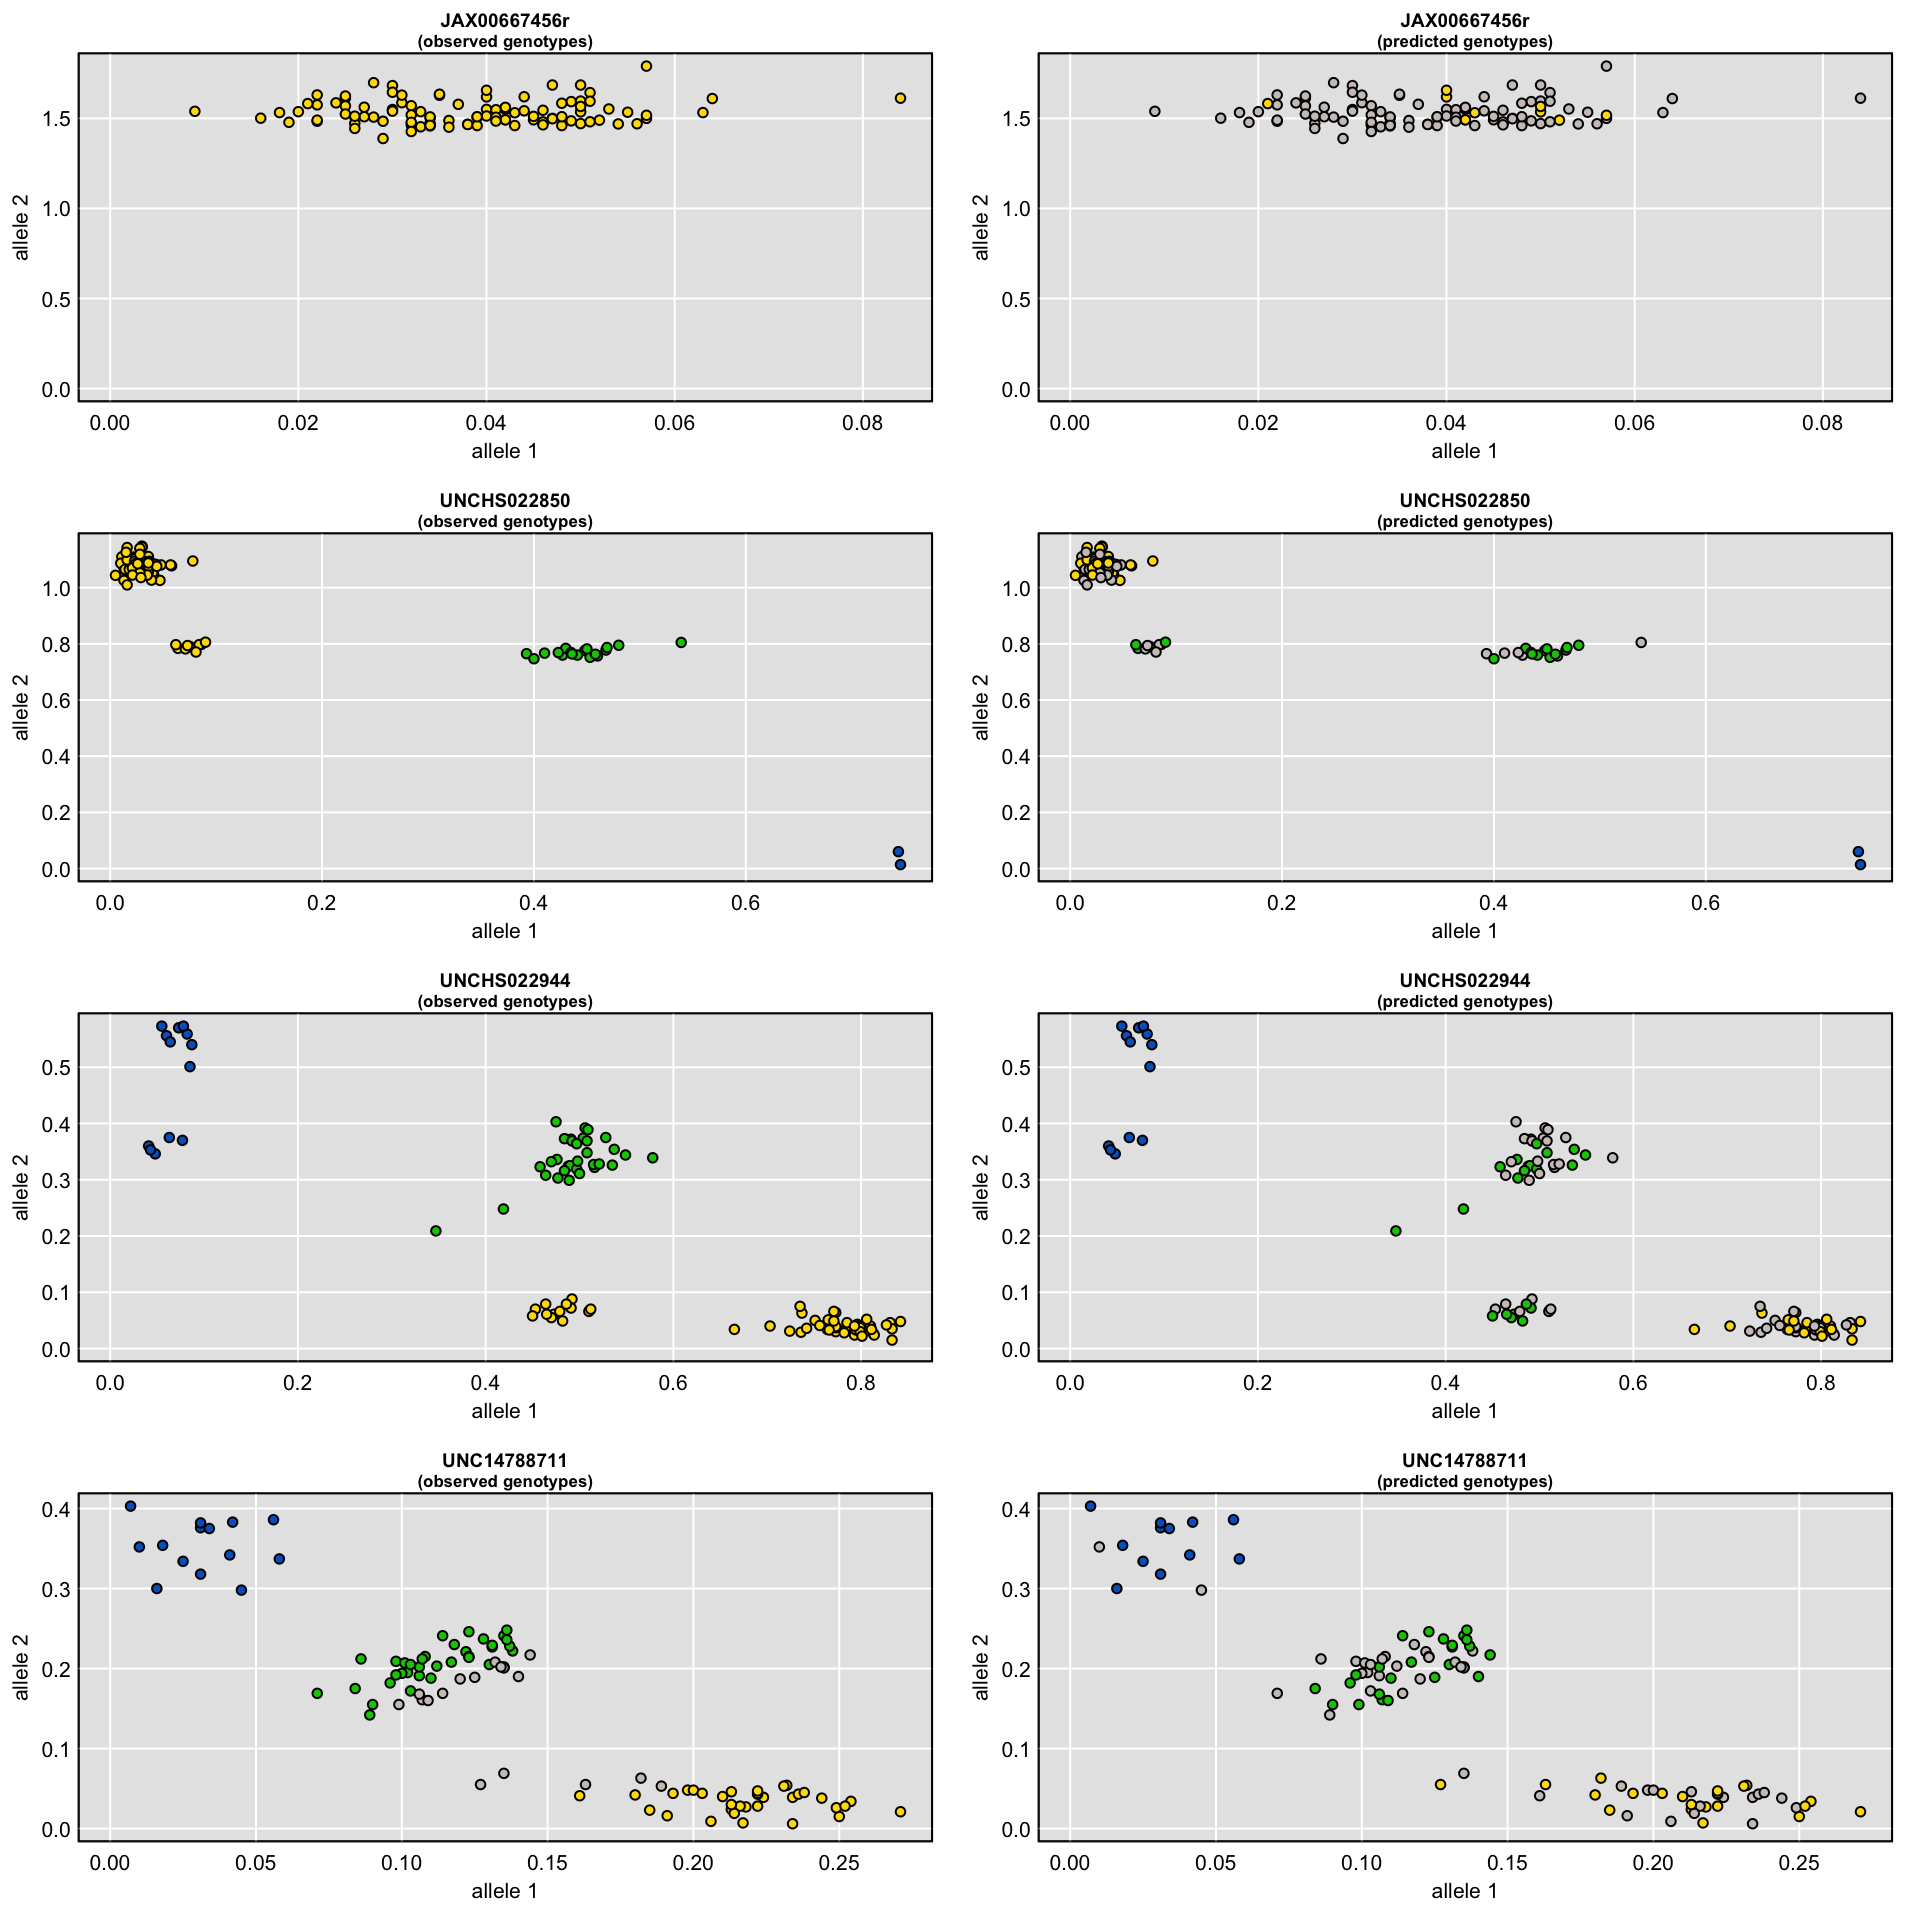 JAX00667456r
(observed genotypes)
allele 2
1.5
1.0
0.5
0.0
0.00 0.02 0.04 0.06 0.08
allele 1
JAX00667456r
(predicted genotypes)
allele 2
1.5
1.0
0.5
0.0
0.00 0.02 0.04 0.06 0.08
allele 1
UNCHS022850
(observed genotypes)
allele 2
1.0
0.8
0.6
0.4
0.2
0.0
0.0 0.2 0.4 0.6
allele 1
UNCHS022850
(predicted genotypes)
allele 2
1.0
0.8
0.6
0.4
0.2
0.0
0.0 0.2 0.4 0.6
allele 1
UNCHS022944
(observed genotypes)
allele 2
0.5
0.4
0.3
0.2
0.1
0.0
0.0 0.2 0.4 0.6 0.8
allele 1
UNCHS022944
(predicted genotypes)
allele 2
0.5
0.4
0.3
0.2
0.1
0.0
0.0 0.2 0.4 0.6 0.8
allele 1
UNC14788711
(observed genotypes)
allele 2
0.4
0.3
0.2
0.1
0.0
0.00 0.05 0.10 0.15 0.20 0.25
allele 1
UNC14788711
(predicted genotypes)
allele 2
0.4
0.3
0.2
0.1
0.0
0.00 0.05 0.10 0.15 0.20 0.25
allele 1